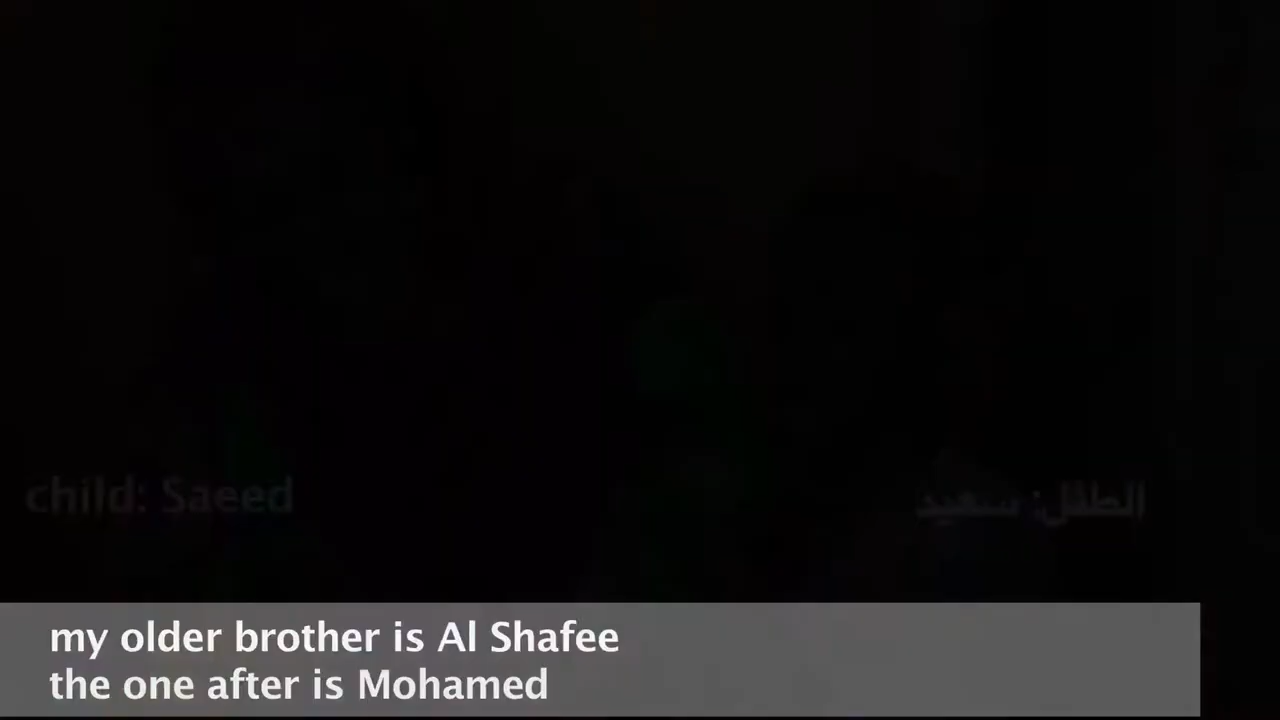 child: Saeed
الطفل: سعيد
my older brother is Al Shafee
the one after is Mohamed